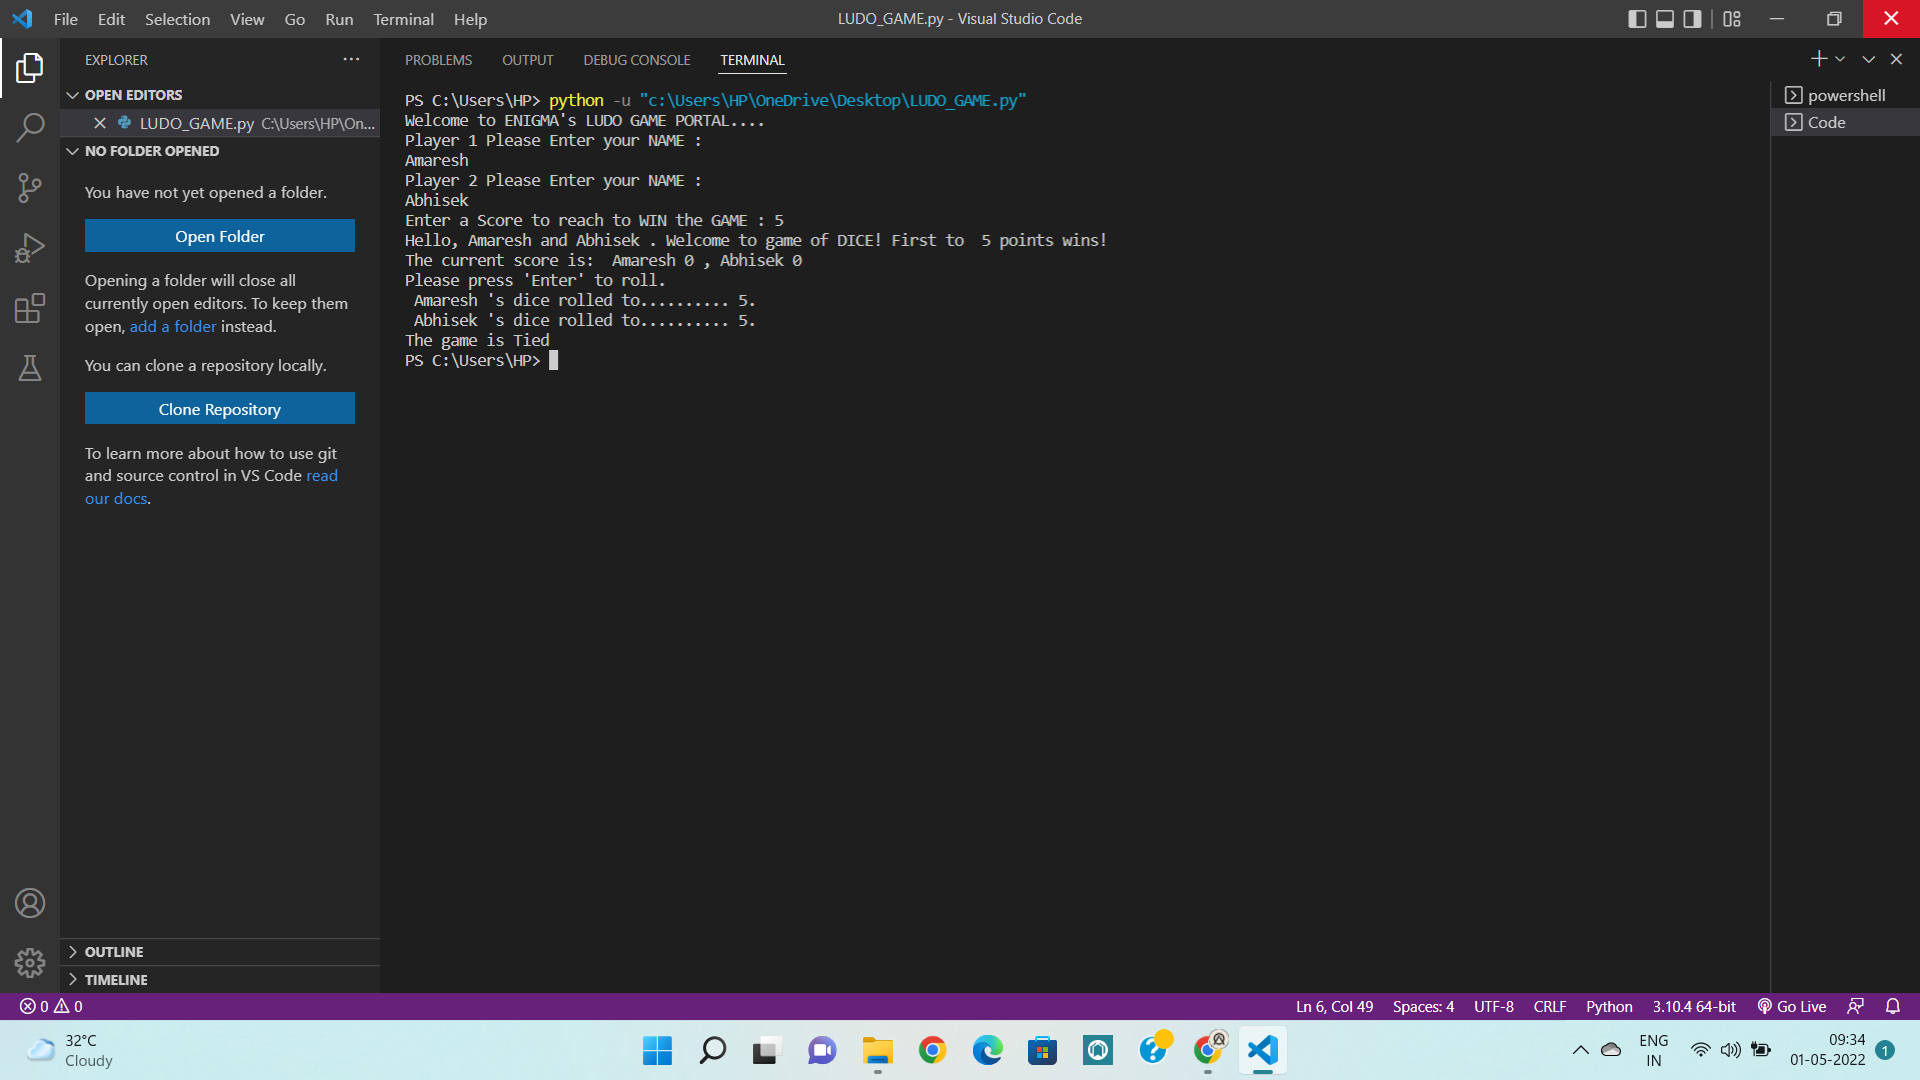 File Edit Selection View Go Run Terminal Help
LUDO_GAME.py - Visual Studio Code
EXPLORER
OPEN EDITORS
LUDO_GAME.py C:\Users\HP\On...
NO FOLDER OPENED
You have not yet opened a folder.
Open Folder
Opening a folder will close all
currently open editors. To keep them
open, add a folder instead.
You can clone a repository locally.
Clone Repository
To learn more about how to use git
and source control in VS Code read
our docs.
OUTLINE
TIMELINE
PROBLEMS OUTPUT DEBUG CONSOLE TERMINAL
PS C:\Users\HP> python -u "c:\Users\HP\OneDrive\Desktop\LUDO_GAME.py"
Welcome to ENIGMA's LUDO GAME PORTAL....
Player 1 Please Enter your NAME :
Amaresh
Player 2 Please Enter your NAME :
Abhisek
Enter a Score to reach to WIN the GAME : 5
Hello, Amaresh and Abhisek . Welcome to game of DICE! First to  5 points wins!
The current score is:  Amaresh 0 , Abhisek 0
Please press 'Enter' to roll.
 Amaresh 's dice rolled to.......... 5.
 Abhisek 's dice rolled to.......... 5.
The game is Tied
PS C:\Users\HP>
powershell
Code
0 0
Ln 6, Col 49 Spaces: 4 UTF-8 CRLF Python 3.10.4 64-bit Go Live
32°C
Cloudy
ENG
IN
09:34
01-05-2022
1